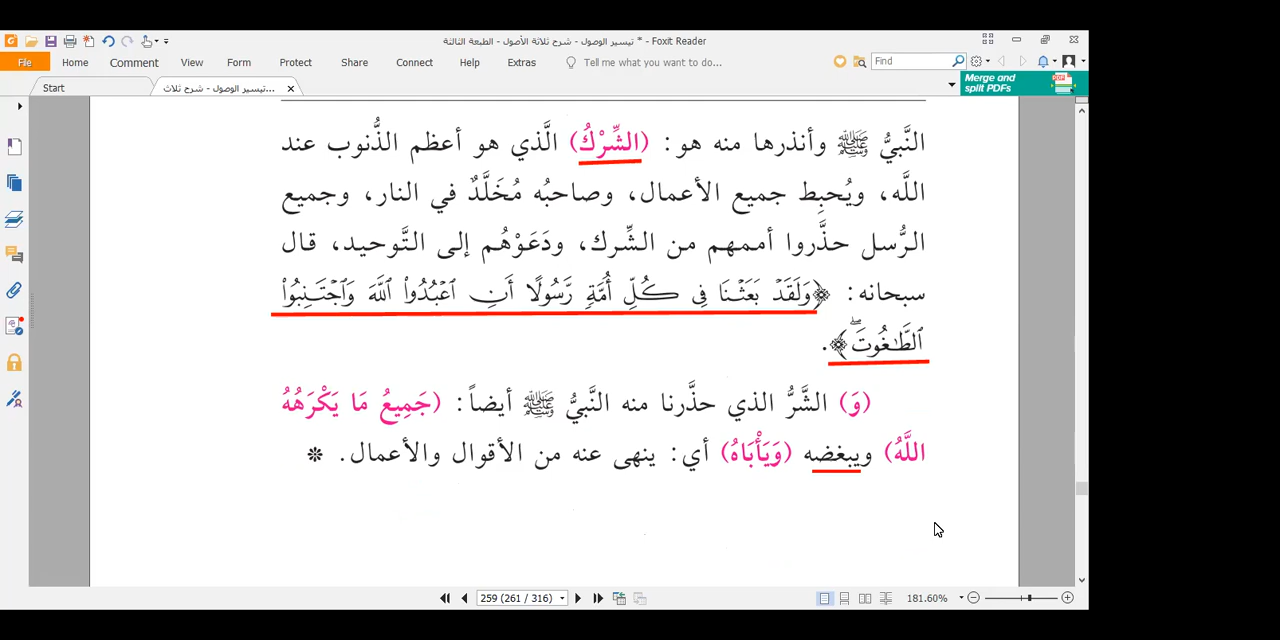 تيسير الوصول - شرح ثلاثة الأصول - الطبعة الثالثة * - Foxit Reader
File Home Comment View Form Protect Share Connect Help Extras Tell me what you want to do... Find
Start تيسير الوصول - شرح ثلاث...
Merge and
split PDFs
النَّبيُّ ﷺ وأنذرها منه هو: (الشِّرْكُ) الَّذي هو أعظم الذُّنوب عند
اللَّه، ويُحبِط جميع الأعمال، وصاحبُه مُخَلَّدٌ في النار، وجميع
الرُّسل حذَّروا أممهم من الشِّرك، ودَعَوْهُم إلى التَّوحيد، قال
سبحانه: ﴿وَلَقَدۡ بَعَثۡنَا فِى كُلِّ أُمَّةٖ رَّسُولًا أَنِ ٱعۡبُدُواْ ٱللَّهَ وَٱجۡتَنِبُواْ
ٱلطَّٰغُوتَۖ﴾.
(وَ) الشَّرُّ الذي حذَّرنا منه النَّبيُّ ﷺ أيضاً: (جَمِيعُ مَا يَكْرَهُهُ
اللَّهُ) ويبغضه (وَيَأْبَاهُ) أي: ينهى عنه من الأقوال والأعمال. *
259 (261 / 316) 181.60%